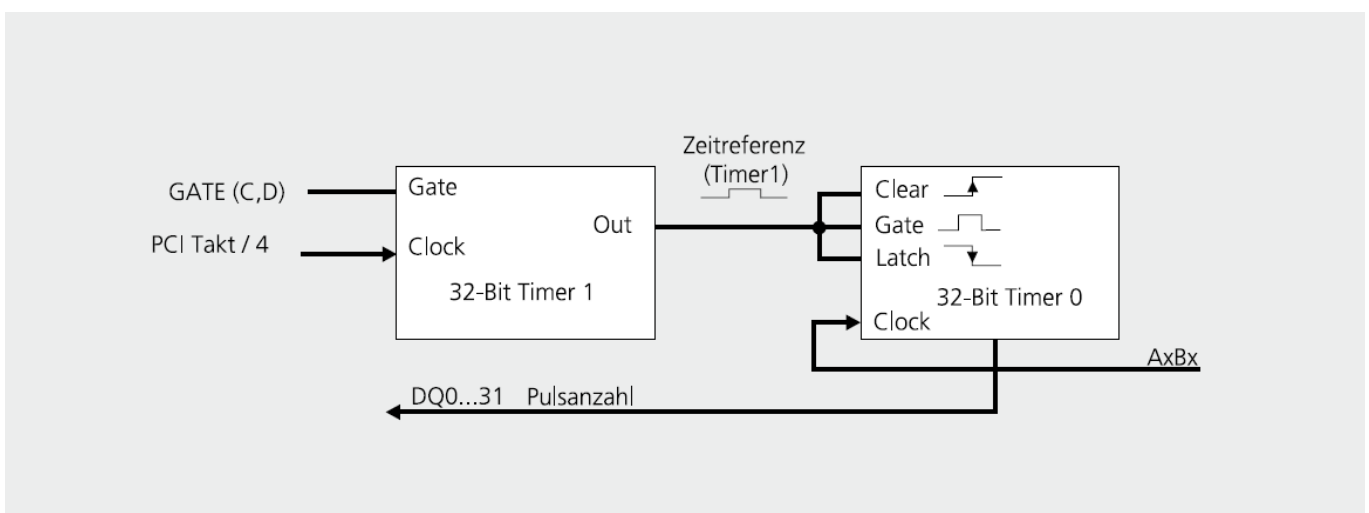 Zeitreferenz
(Timer1)
GATE (C,D)
Gate
PCI Takt / 4
Clock
Out
32-Bit Timer 1
Clear
Gate
Latch
32-Bit Timer 0
Clock
AxBx
DQ0...31 Pulsanzahl